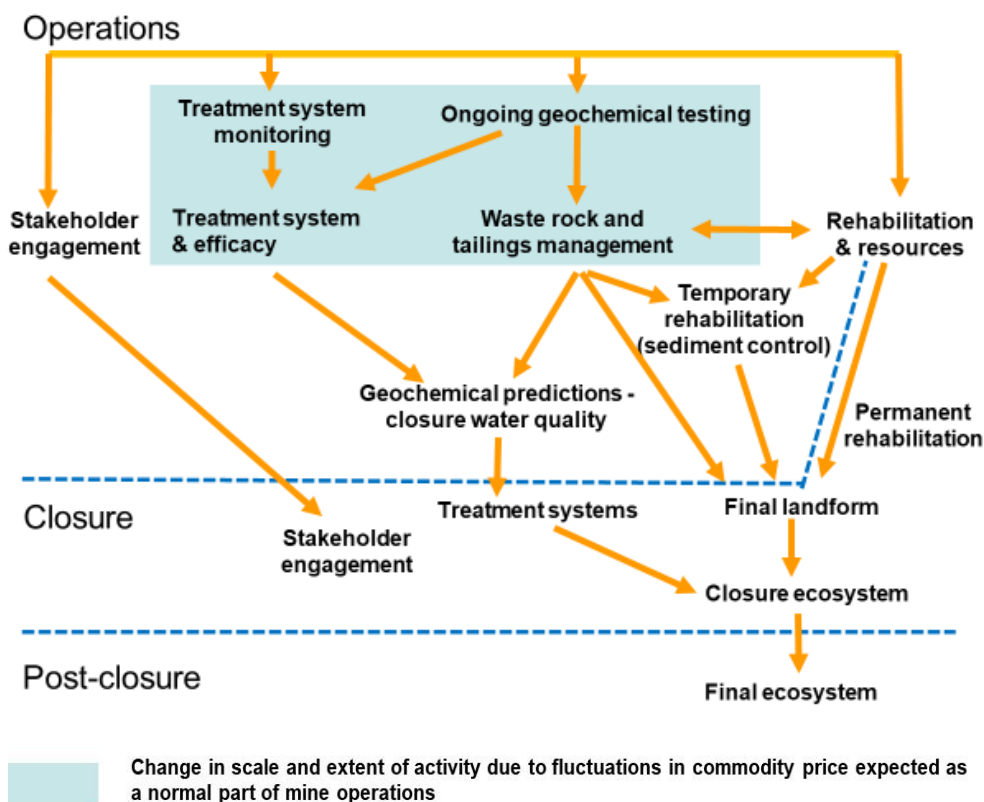 Operations
Treatment system
monitoring
Ongoing geochemical testing
Stakeholder
engagement
Treatment system
& efficacy
Waste rock and
tailings management
Rehabilitation
& resources
Temporary
rehabilitation
(sediment control)
Geochemical predictions -
closure water quality
Permanent
rehabilitation
Closure
Treatment systems
Final landform
Stakeholder
engagement
Closure ecosystem
Post-closure
Final ecosystem
Change in scale and extent of activity due to fluctuations in commodity price expected as
a normal part of mine operations